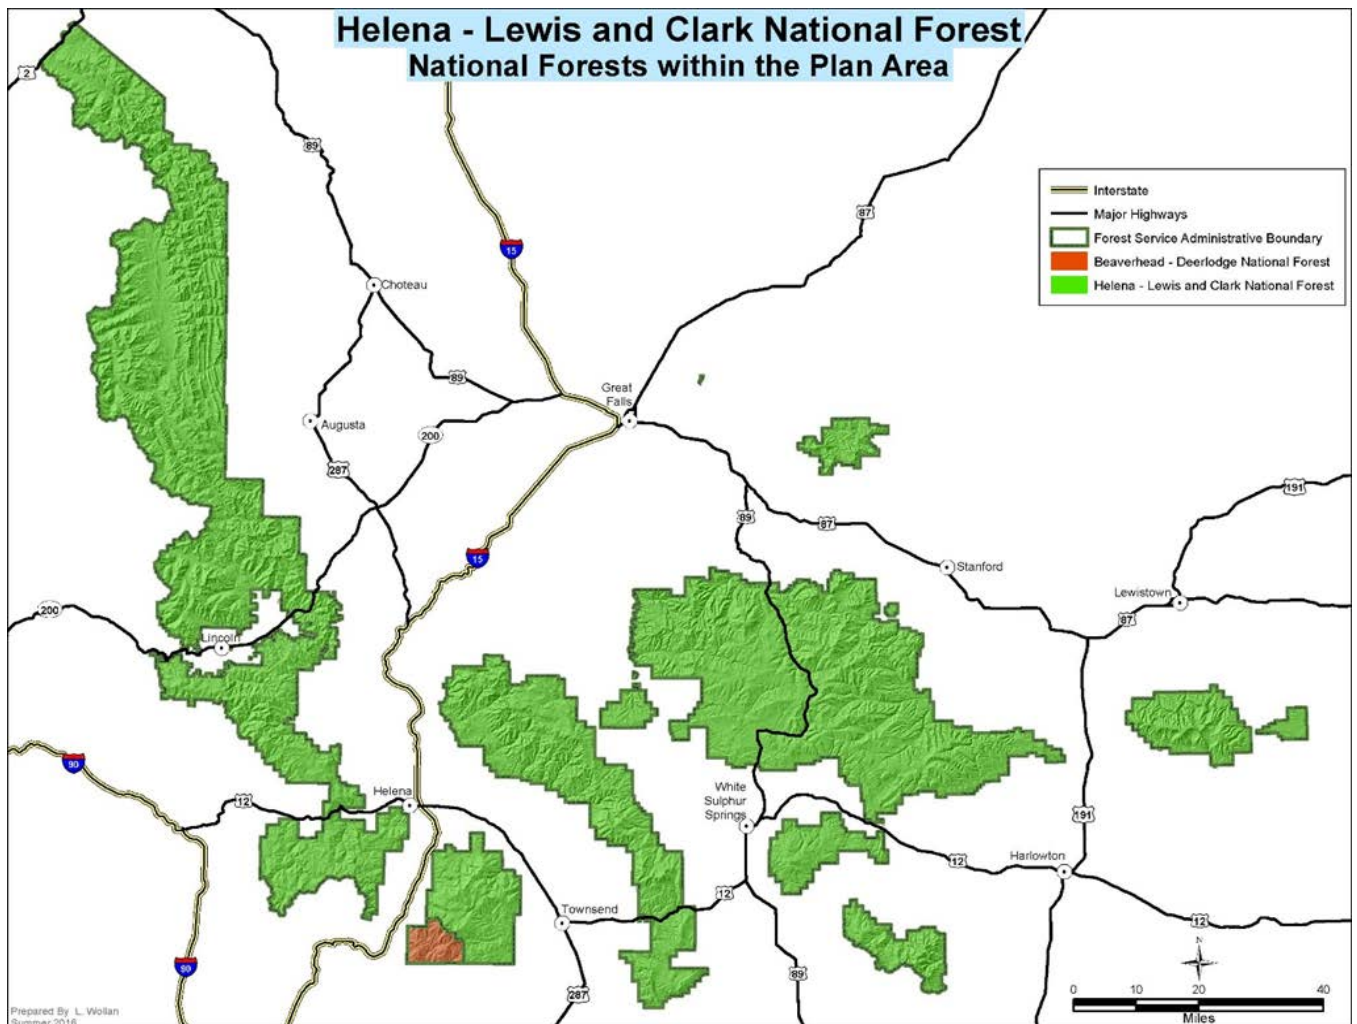 Helena - Lewis and Clark National Forest
National Forests within the Plan Area
2
89
15
87
Interstate
Major Highways
Forest Service Administrative Boundary
Beaverhead - Deerlodge National Forest
Helena - Lewis and Clark National Forest
Choteau
89
Great
Falls
Augusta
200
287
191
89
87
15
Stanford
Lewistown
200
87
Lincoln
90
White
Sulphur
Springs
Helena
12
191
12
Harlowton
12
Townsend
12
90
89
287
N
0 10 20 40
Miles
Prepared By L. Wollan
Summer 2016